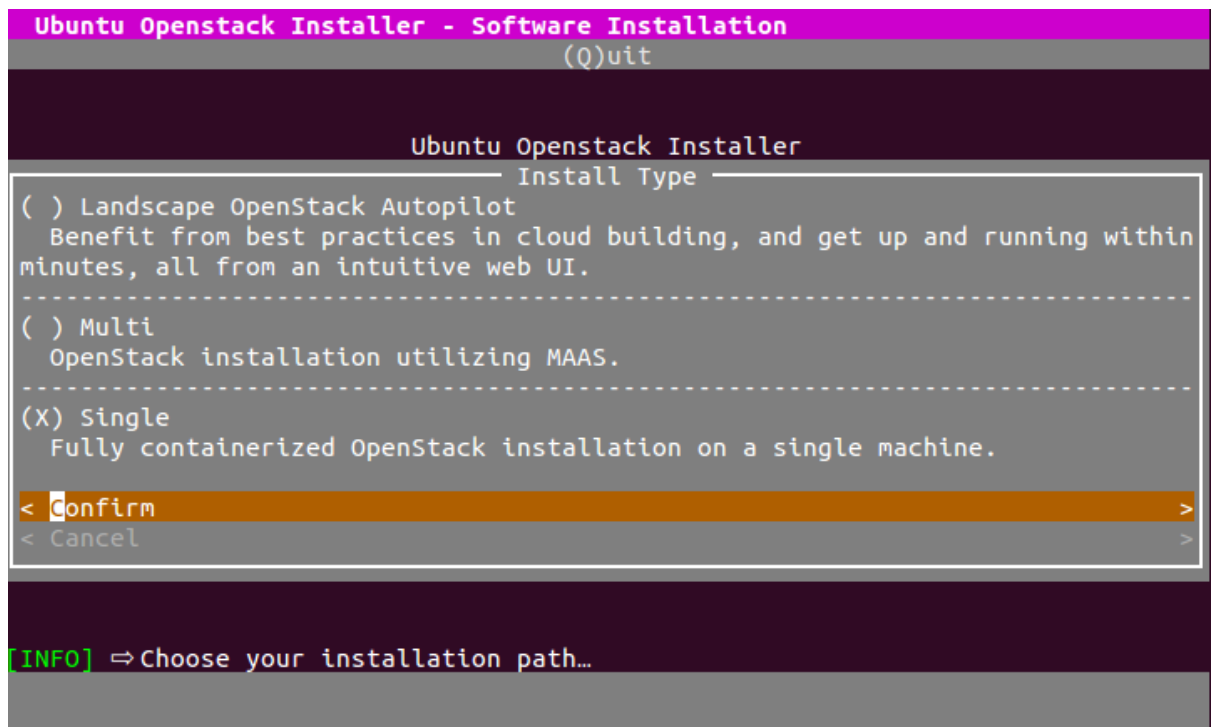 Ubuntu Openstack Installer - Software Installation
(Q)uit
Ubuntu Openstack Installer
Install Type
( ) Landscape OpenStack Autopilot
Benefit from best practices in cloud building, and get up and running within
minutes, all from an intuitive web UI.
-------------------------------------------------------------------------------
( ) Multi
OpenStack installation utilizing MAAS.
-------------------------------------------------------------------------------
(X) Single
Fully containerized OpenStack installation on a single machine.
< Confirm >
< Cancel >
[INFO] ⇨ Choose your installation path…